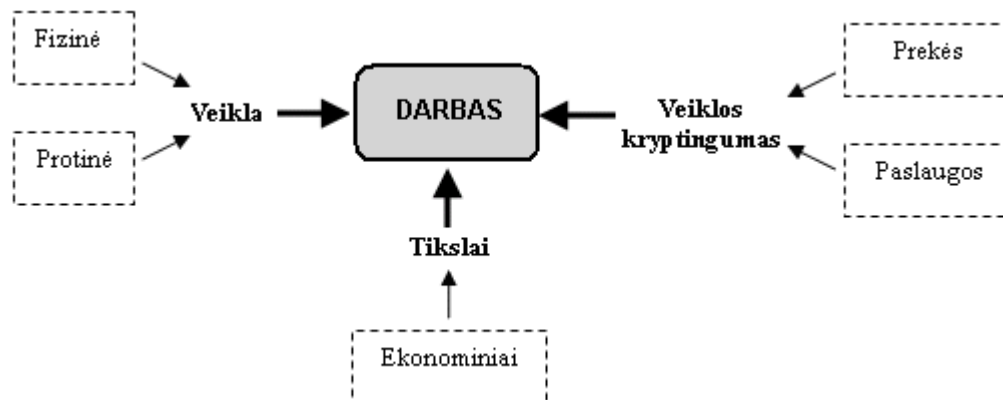 Fizinė
Protinė
Veikla
DARBAS
Veiklos
kryptingumas
Prekės
Paslaugos
Tikslai
Ekonominiai